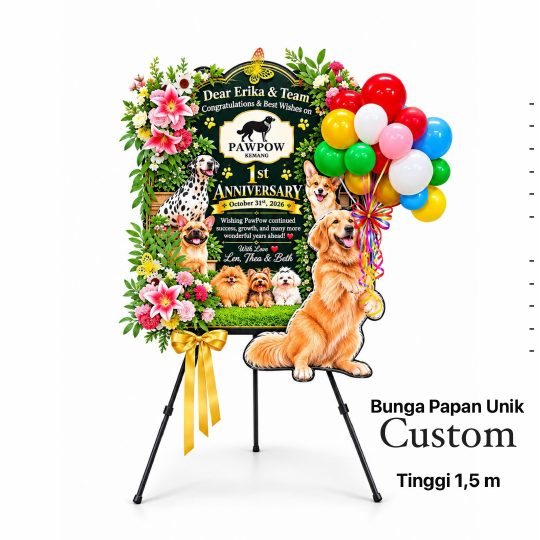 Dear Erika & Team
Congratulations & Best Wishes on
PAWPOW
KEMANG
1st
ANNIVERSARY
October 31st, 2026
Wishing PawPow continued
success, growth, and many more
wonderful years ahead!
With Love
Len, Thea & Beth
Bunga Papan Unik
Custom
Tinggi 1,5 m